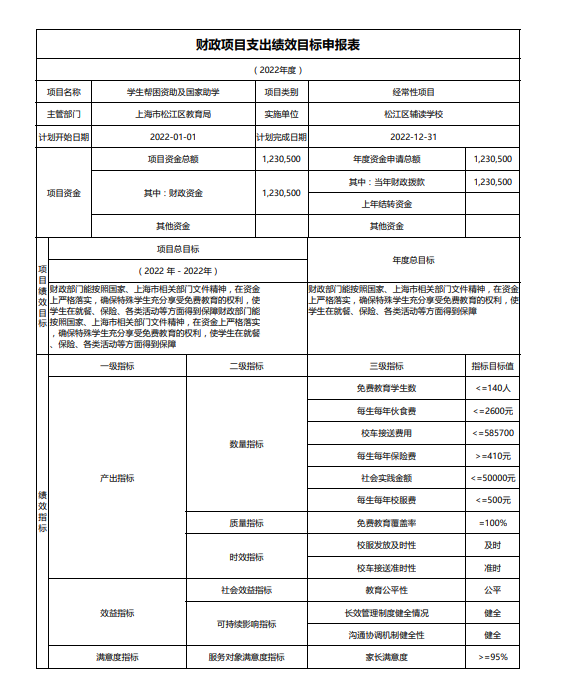 财政项目支出绩效目标申报表
（2022年度）
项目名称 学生帮困资助及国家助学 项目类别 经常性项目
主管部门 上海市松江区教育局 实施单位 松江区辅读学校
计划开始日期 2022-01-01 计划完成日期 2022-12-31
项目资金 项目资金总额 1,230,500 年度资金申请总额 1,230,500
其中：财政资金 1,230,500 其中：当年财政拨款 1,230,500
上年结转资金
其他资金 其他资金
项目绩效目标 项目总目标 年度总目标
（2022 年－2022年）
财政部门能按照国家、上海市相关部门文件精神，在资金
上严格落实，确保特殊学生充分享受免费教育的权利，使
学生在就餐、保险、各类活动等方面得到保障财政部门能
按照国家、上海市相关部门文件精神，在资金上严格落实
，确保特殊学生充分享受免费教育的权利，使学生在就餐
、保险、各类活动等方面得到保障
财政部门能按照国家、上海市相关部门文件精神，在资金
上严格落实，确保特殊学生充分享受免费教育的权利，使
学生在就餐、保险、各类活动等方面得到保障
绩效指标 一级指标 二级指标 三级指标 指标目标值
产出指标 数量指标 免费教育学生数 <=140人
每生每年伙食费 <=2600元
校车接送费用 <=585700
每生每年保险费 >=410元
社会实践金额 <=50000元
每生每年校服费 <=500元
质量指标 免费教育覆盖率 =100%
时效指标 校服发放及时性 及时
校车接送准时性 准时
效益指标 社会效益指标 教育公平性 公平
可持续影响指标 长效管理制度健全情况 健全
沟通协调机制健全性 健全
满意度指标 服务对象满意度指标 家长满意度 >=95%